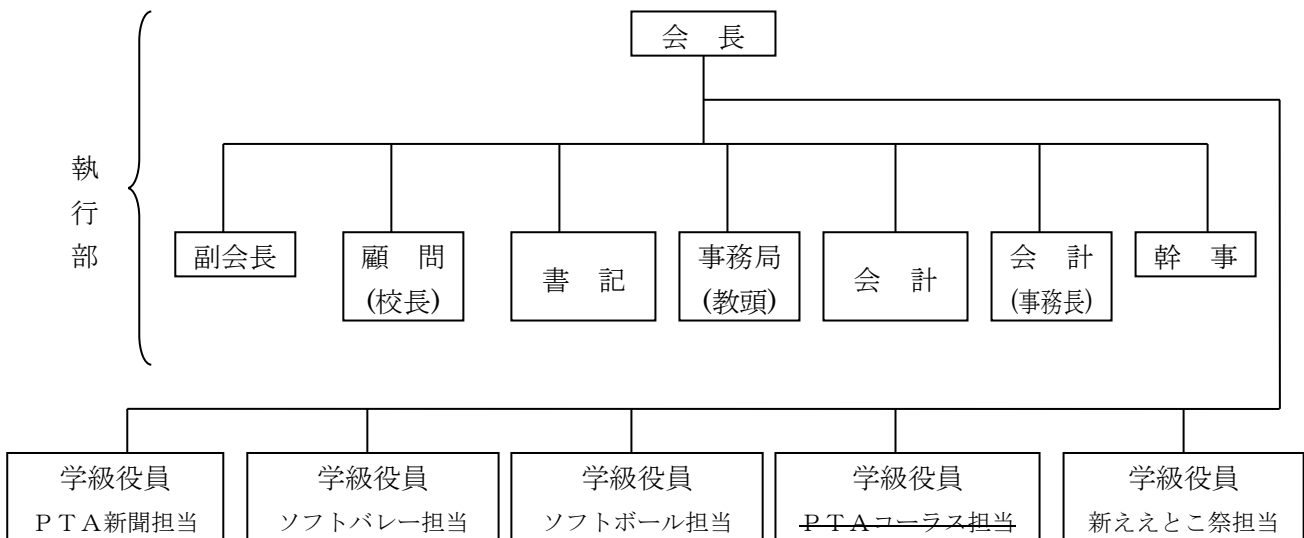 会　長
執
行
部
副会長
顧　問
(校長)
書　記
事務局
(教頭)
会　計
会　計
(事務長)
幹　事
学級役員
ＰＴＡ新聞担当
学級役員
ソフトバレー担当
学級役員
ソフトボール担当
学級役員
ＰＴＡコーラス担当
学級役員
新ええとこ祭担当